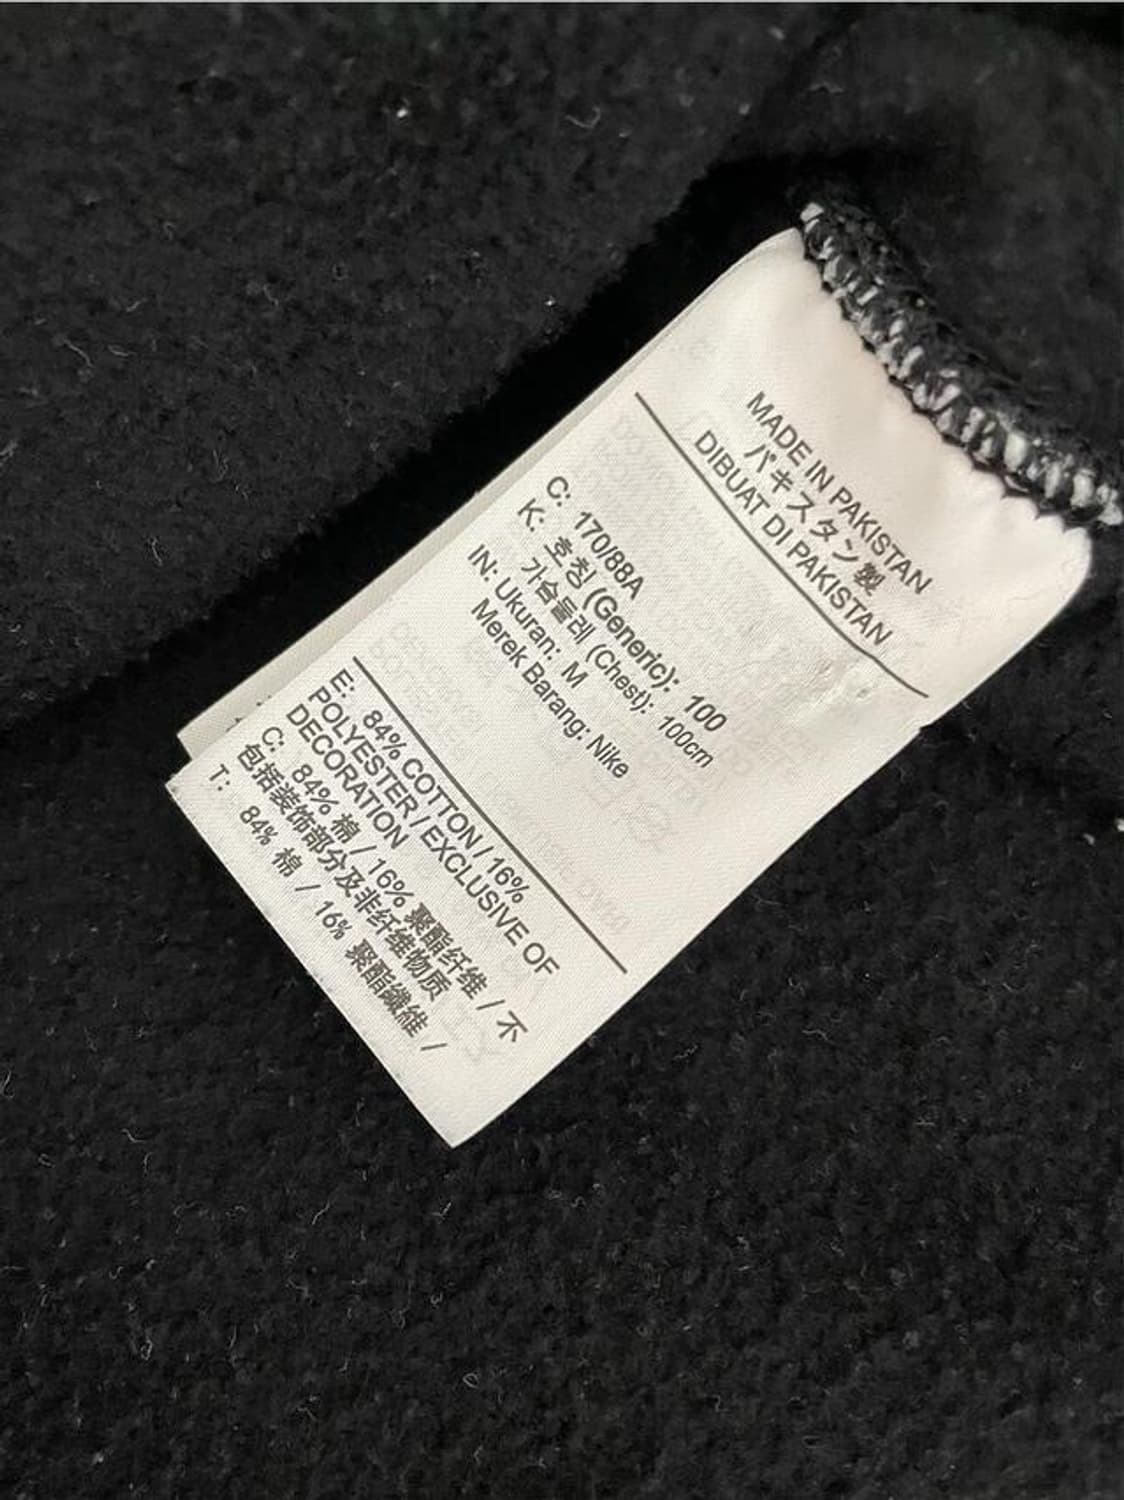 MADE IN PAKISTAN
パキスタン製
DIBUAT DI PAKISTAN
C: 170/88A
K: 호칭 (Generic): 100
가슴둘레 (Chest): 100cm
IN: Ukuran: M
Merek Barang: Nike
E: 84% COTTON / 16%
POLYESTER / EXCLUSIVE OF
DECORATION
C: 84% 棉 / 16% 聚酯纤维 / 不
包括装饰部分及非纤维物质
T: 84% 棉 / 16% 聚酯纖維 /